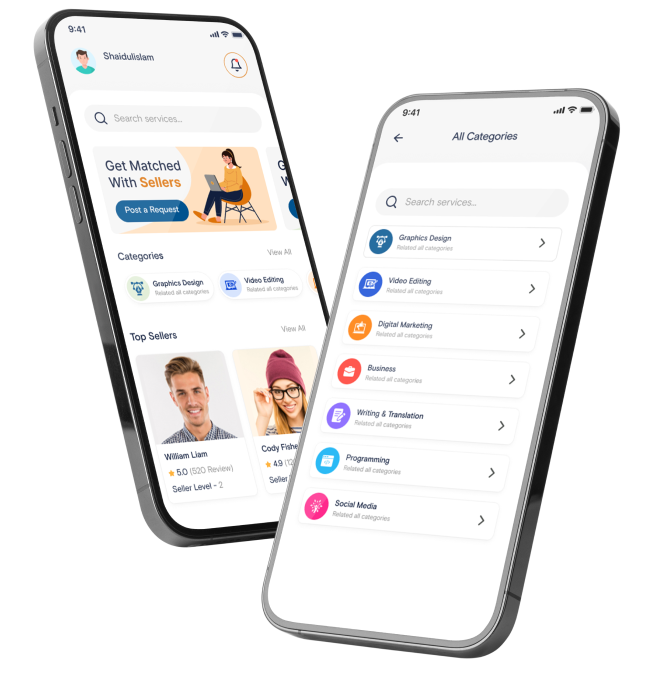 9:41
Shaidulislam
Search services...
Get Matched
With Sellers
Post a Request
Categories
View All
Graphics Design
Related all categories
Video Editing
Related all categories
Top Sellers
View All
William Liam
5.0 (520 Review)
Seller Level - 2
Cody Fishe
4.9
Seller
9:41
All Categories
Search services...
Graphics Design
Related all categories
Video Editing
Related all categories
Digital Marketing
Related all categories
Business
Related all categories
Writing & Translation
Related all categories
Programming
Related all categories
Social Media
Related all categories